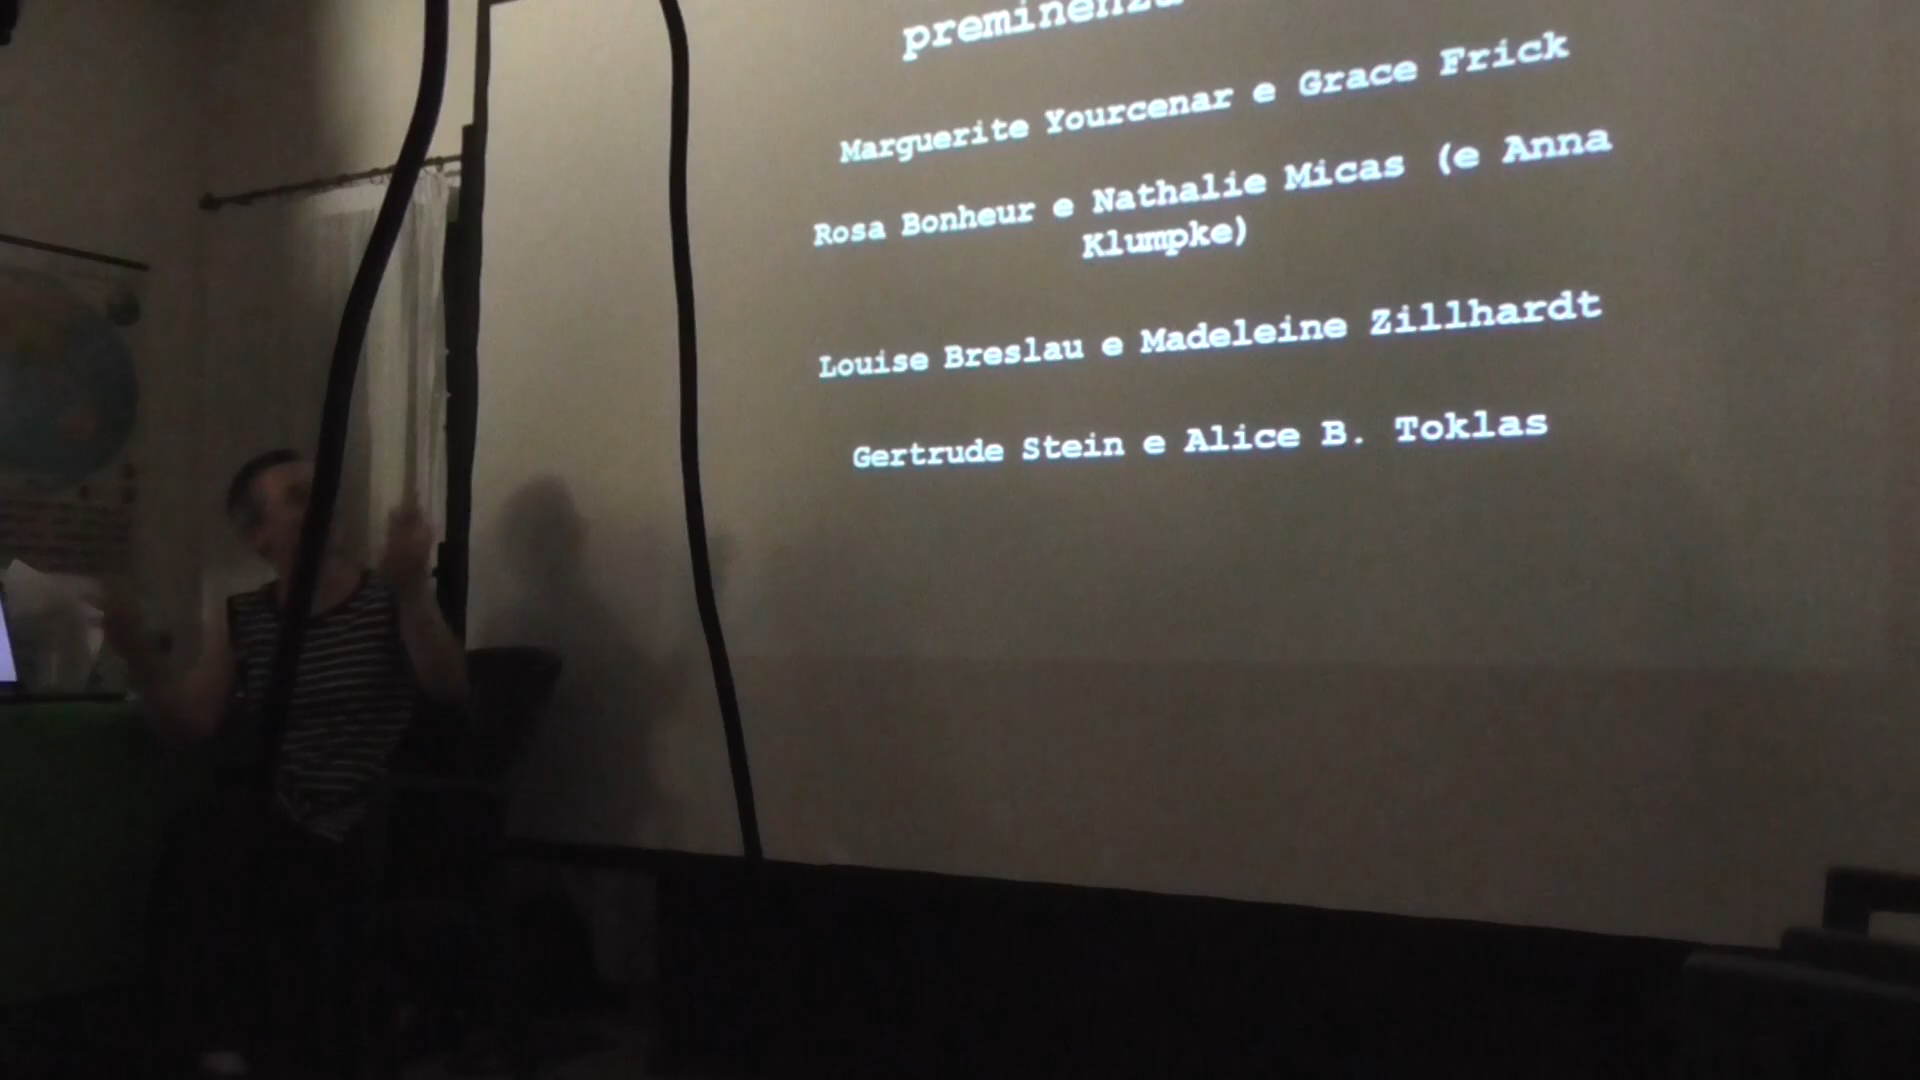 preminenza
Marguerite Yourcenar e Grace Frick
Rosa Bonheur e Nathalie Micas (e Anna
Klumpke)
Louise Breslau e Madeleine Zillhardt
Gertrude Stein e Alice B. Toklas